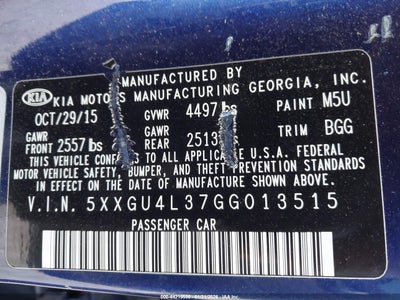 MANUFACTURED BY
KIA KIA MOTORS MANUFACTURING GEORGIA, INC.
OCT/29/15 GVWR 4497 lbs PAINT M5U
GAWR FRONT 2557 lbs GAWR REAR 2513 TRIM BGG
THIS VEHICLE CONFORMS TO ALL APPLICABLE U.S.A. FEDERAL
MOTOR VEHICLE SAFETY, BUMPER, AND THEFT PREVENTION STANDARDS
IN EFFECT ON THE DATE OF MANUFACTURE SHOWN ABOVE.
V.I.N. 5XXGU4L37GG013515
PASSENGER CAR